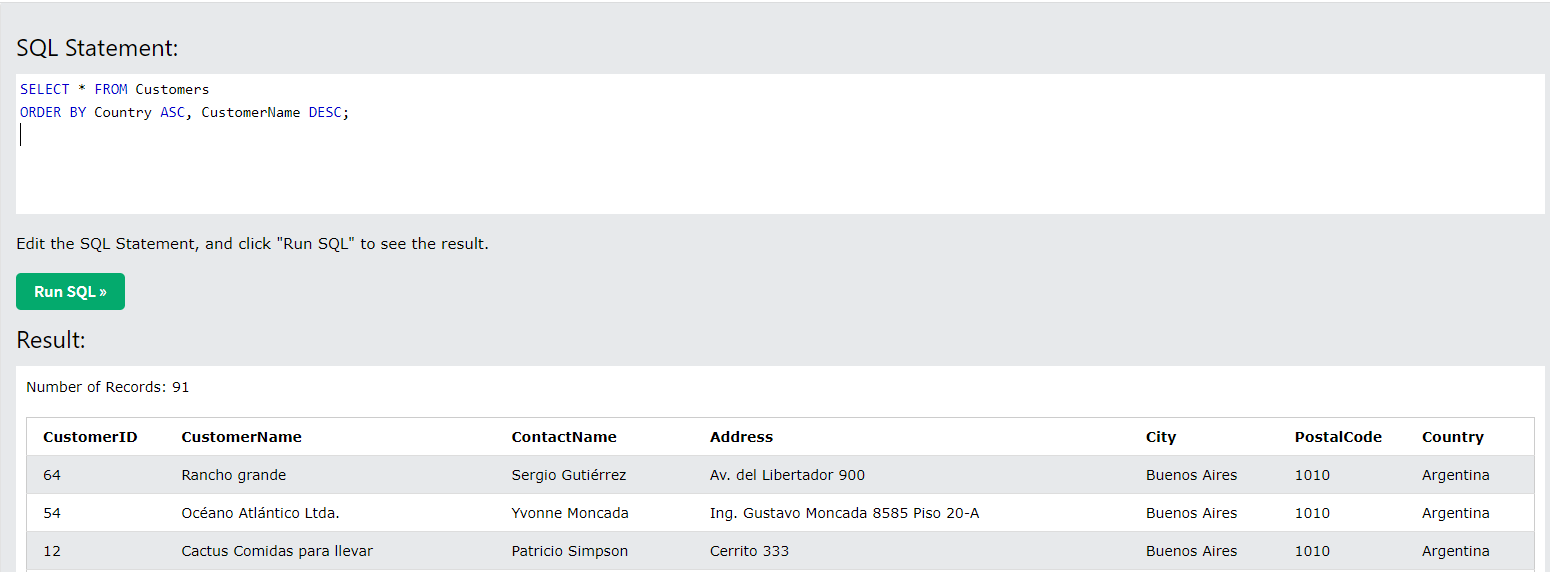 SQL Statement:
SELECT * FROM Customers
ORDER BY Country ASC, CustomerName DESC;
Edit the SQL Statement, and click "Run SQL" to see the result.
Run SQL »
Result:
Number of Records: 91
CustomerID CustomerName ContactName Address City PostalCode Country
64 Rancho grande Sergio Gutiérrez Av. del Libertador 900 Buenos Aires 1010 Argentina
54 Océano Atlántico Ltda. Yvonne Moncada Ing. Gustavo Moncada 8585 Piso 20-A Buenos Aires 1010 Argentina
12 Cactus Comidas para llevar Patricio Simpson Cerrito 333 Buenos Aires 1010 Argentina